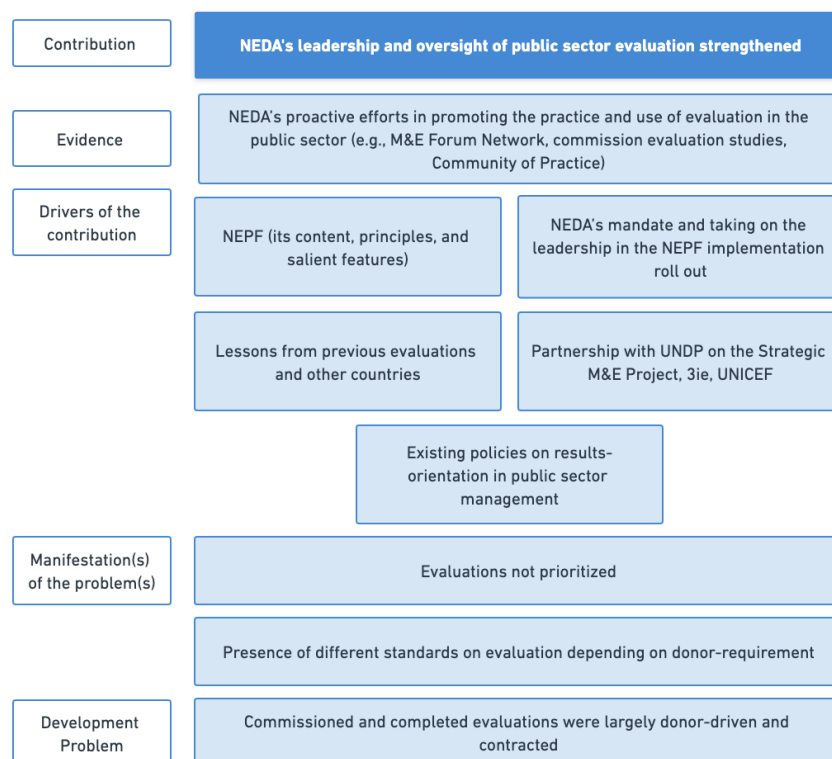 Contribution
NEDA's leadership and oversight of public sector evaluation strengthened
Evidence
NEDA's proactive efforts in promoting the practice and use of evaluation in the
public sector (e.g., M&E Forum Network, commission evaluation studies,
Community of Practice)
Drivers of the
contribution
NEPF (its content, principles, and
salient features)
NEDA's mandate and taking on the
leadership in the NEPF implementation
roll out
Lessons from previous evaluations
and other countries
Partnership with UNDP on the Strategic
M&E Project, 3ie, UNICEF
Existing policies on results-
orientation in public sector
management
Manifestation(s)
of the problem(s)
Evaluations not prioritized
Presence of different standards on evaluation depending on donor-requirement
Development
Problem
Commissioned and completed evaluations were largely donor-driven and
contracted